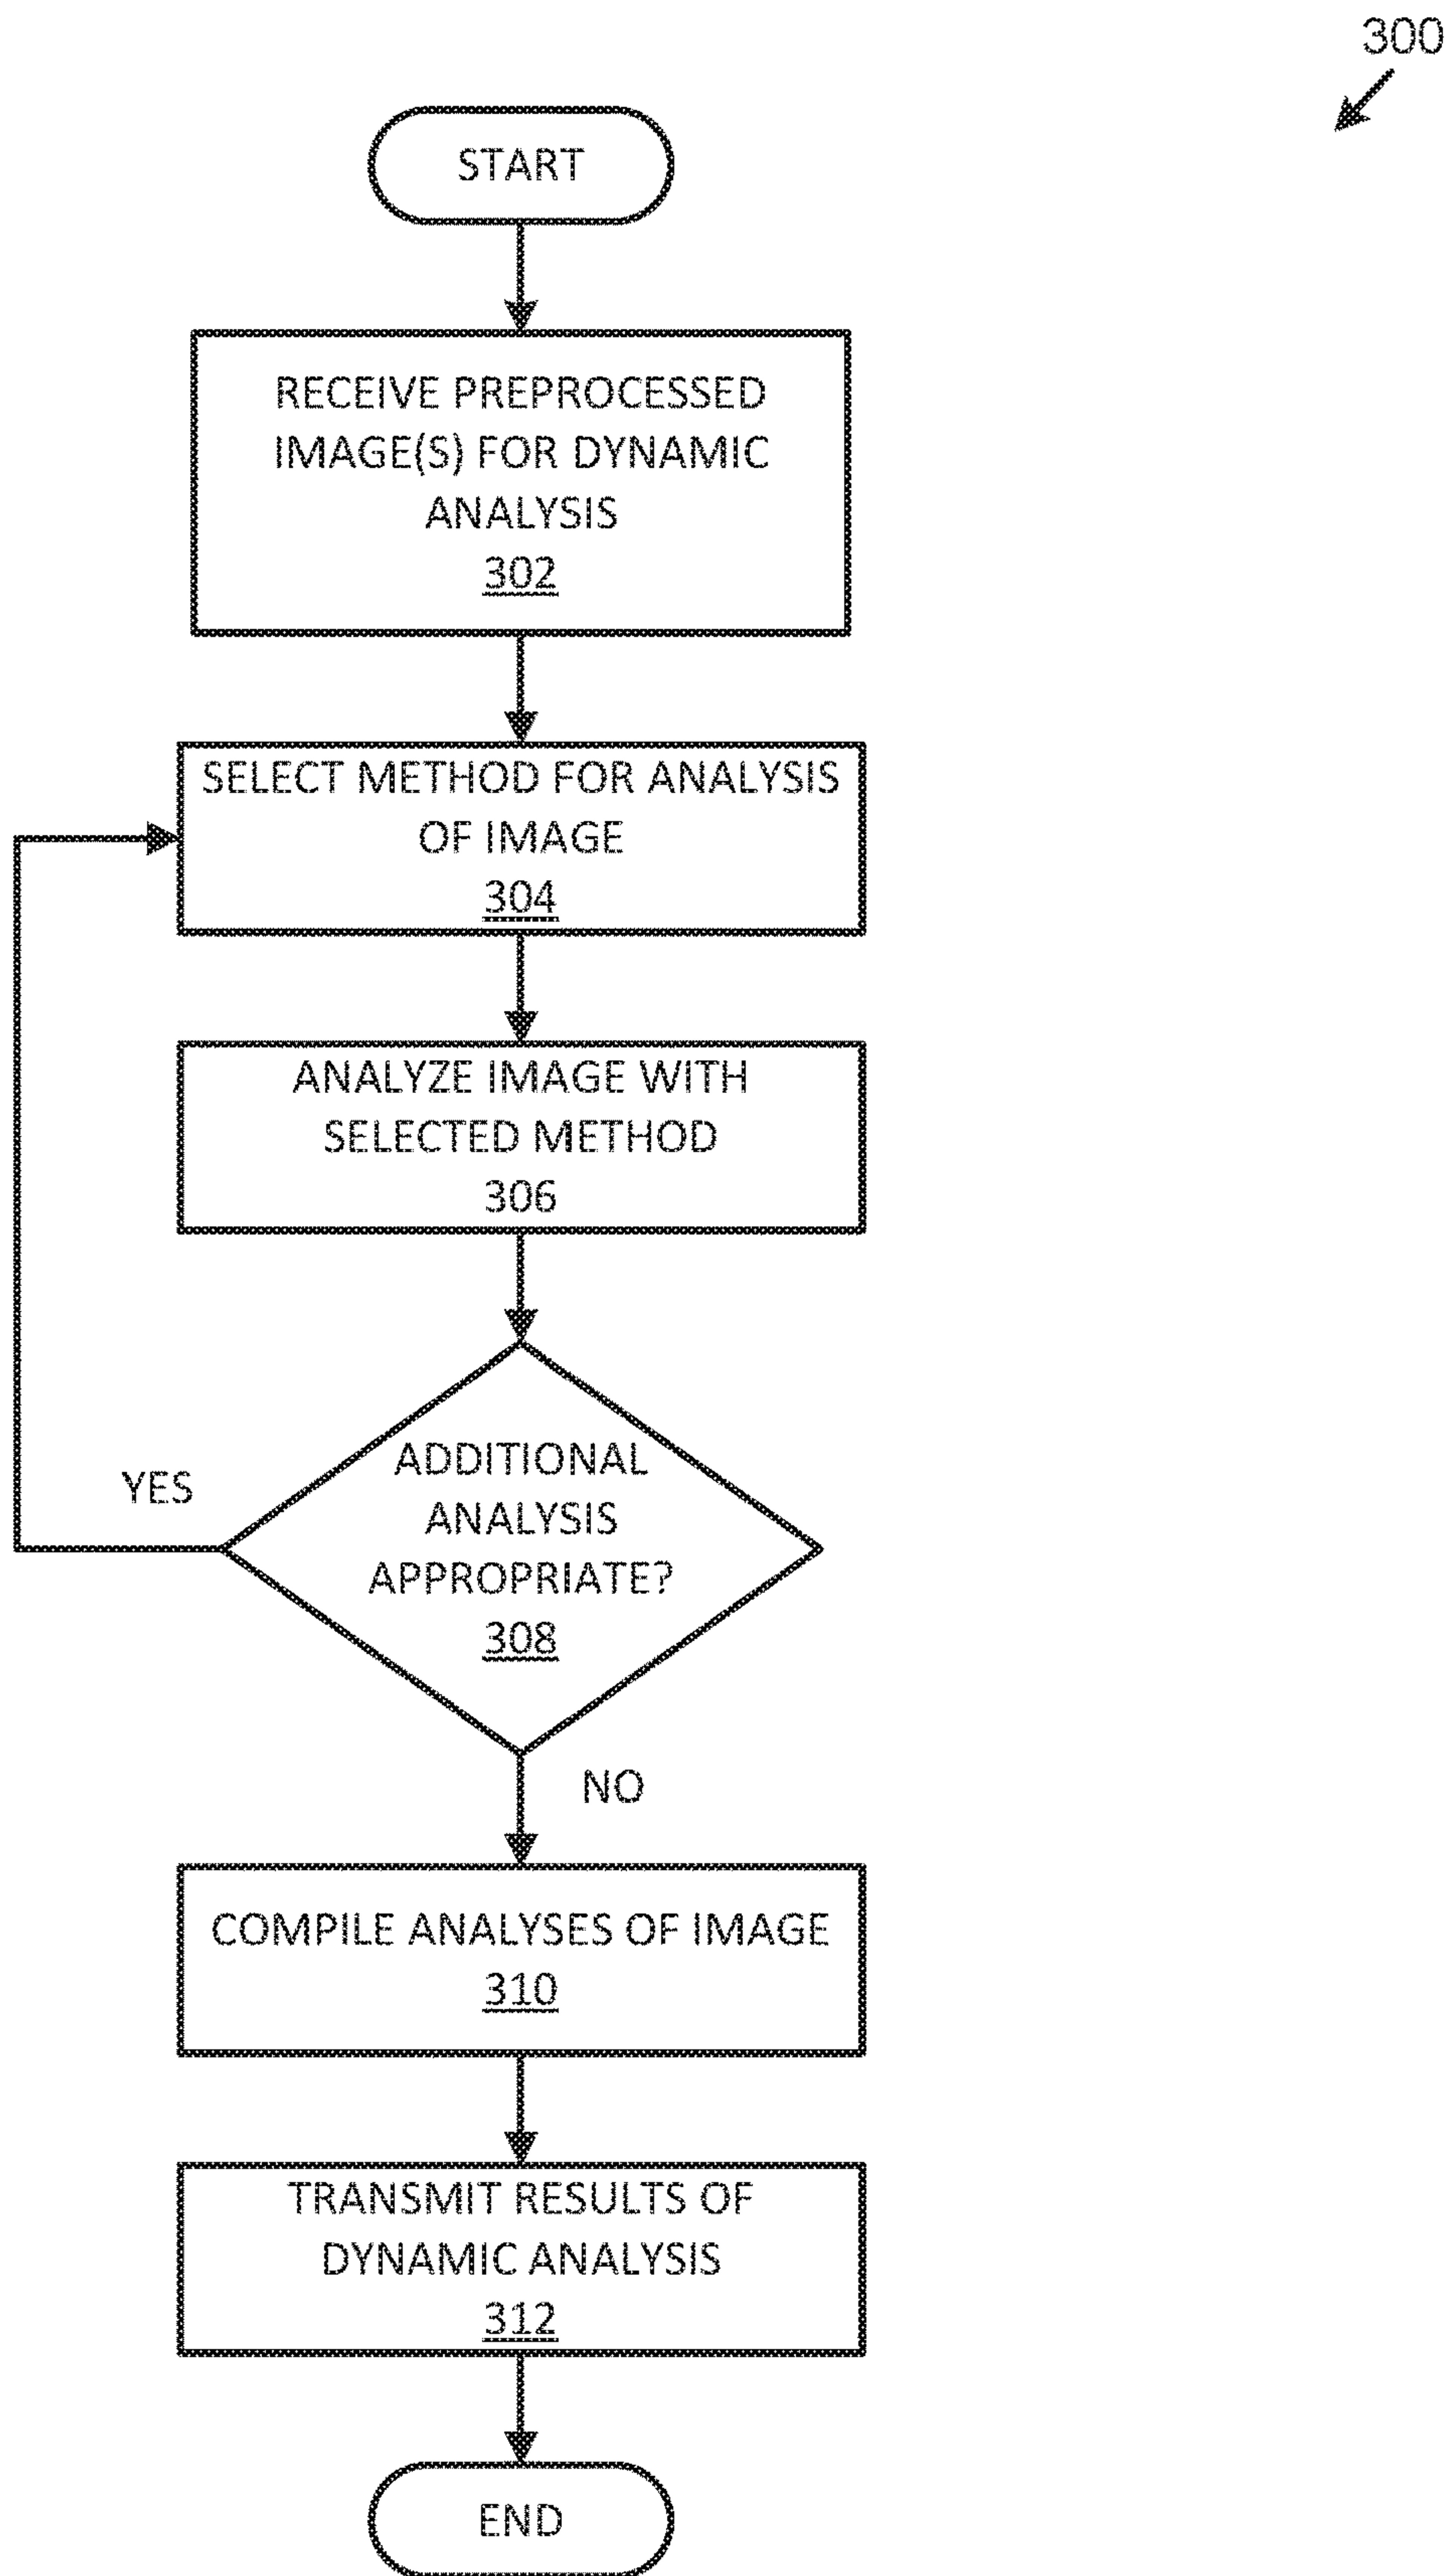 300
START
RECEIVE PREPROCESSED
IMAGE(S) FOR DYNAMIC
ANALYSIS
302
SELECT METHOD FOR ANALYSIS
OF IMAGE
304
ANALYZE IMAGE WITH
SELECTED METHOD
306
ADDITIONAL
ANALYSIS
APPROPRIATE?
308
YES
NO
COMPILE ANALYSES OF IMAGE
310
TRANSMIT RESULTS OF
DYNAMIC ANALYSIS
312
END